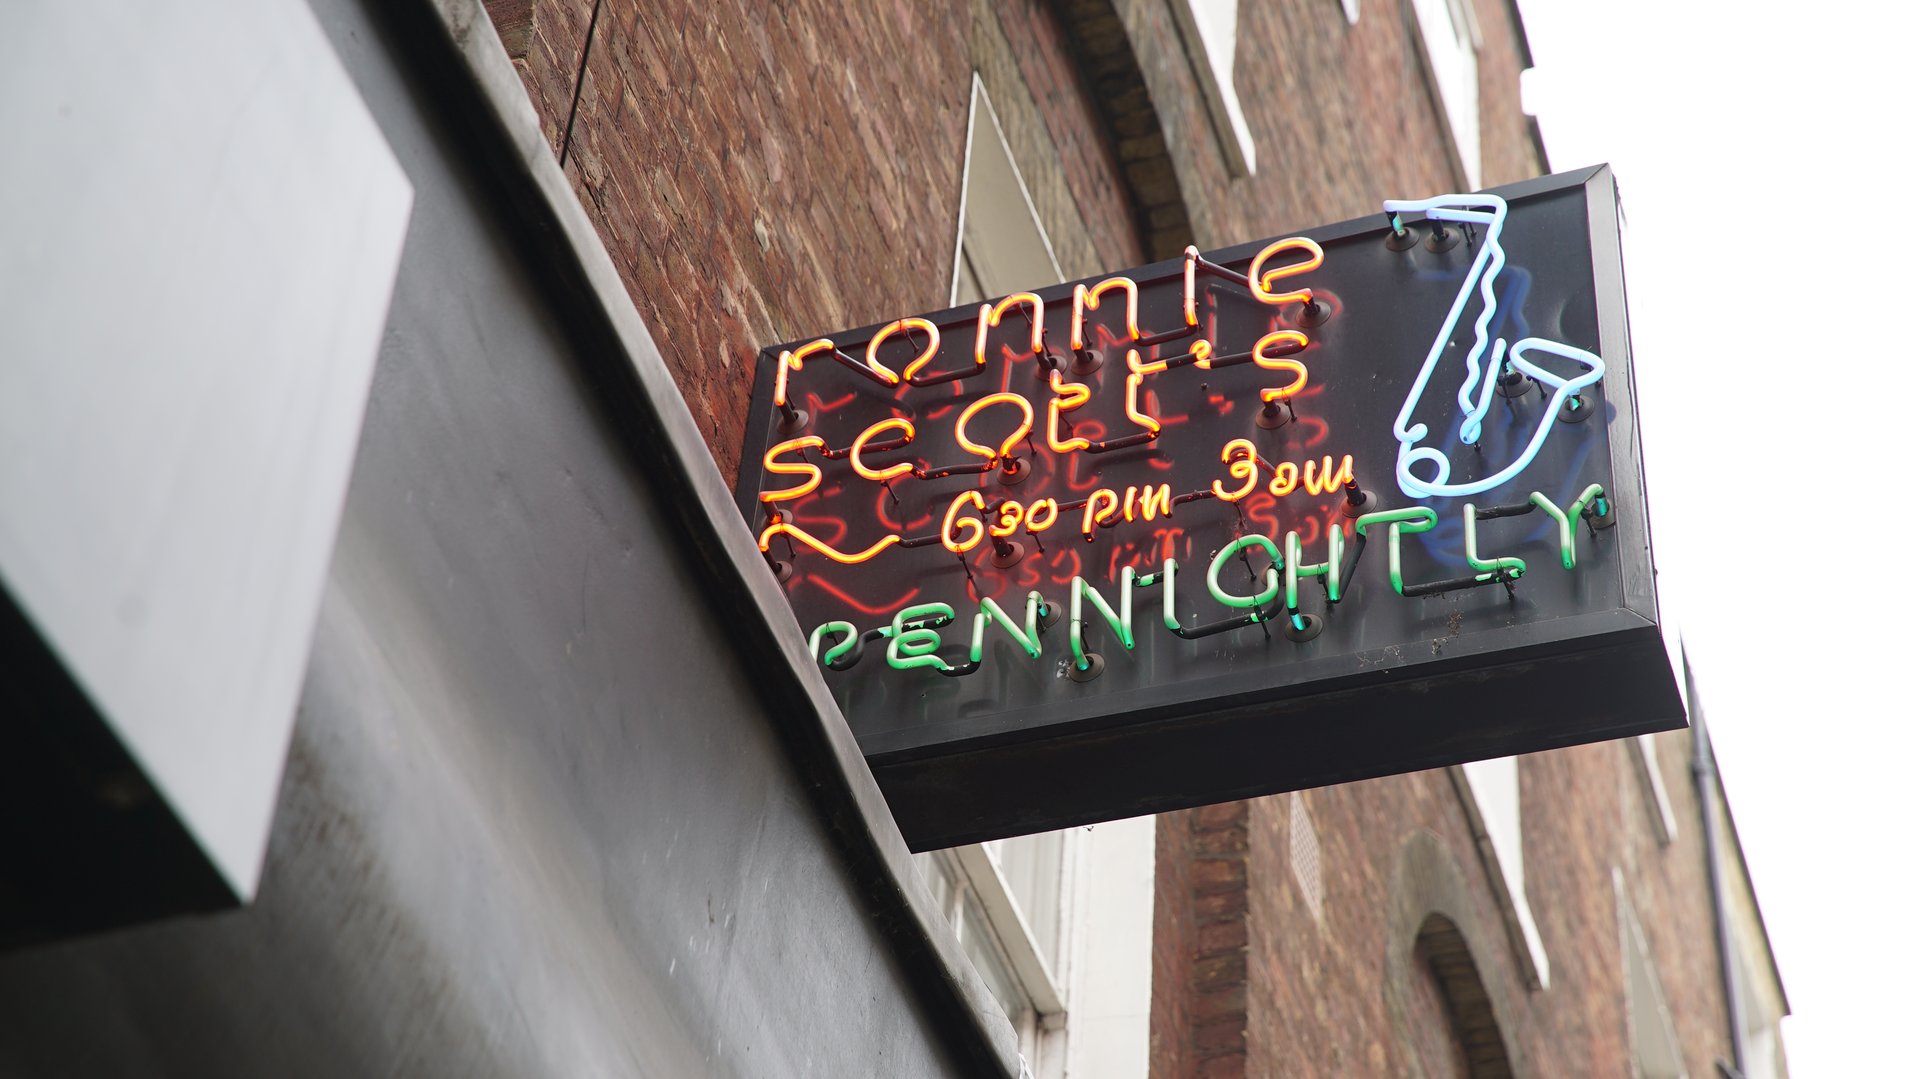 ronnie
scott's
630 pm 3am
OPEN NIGHTLY